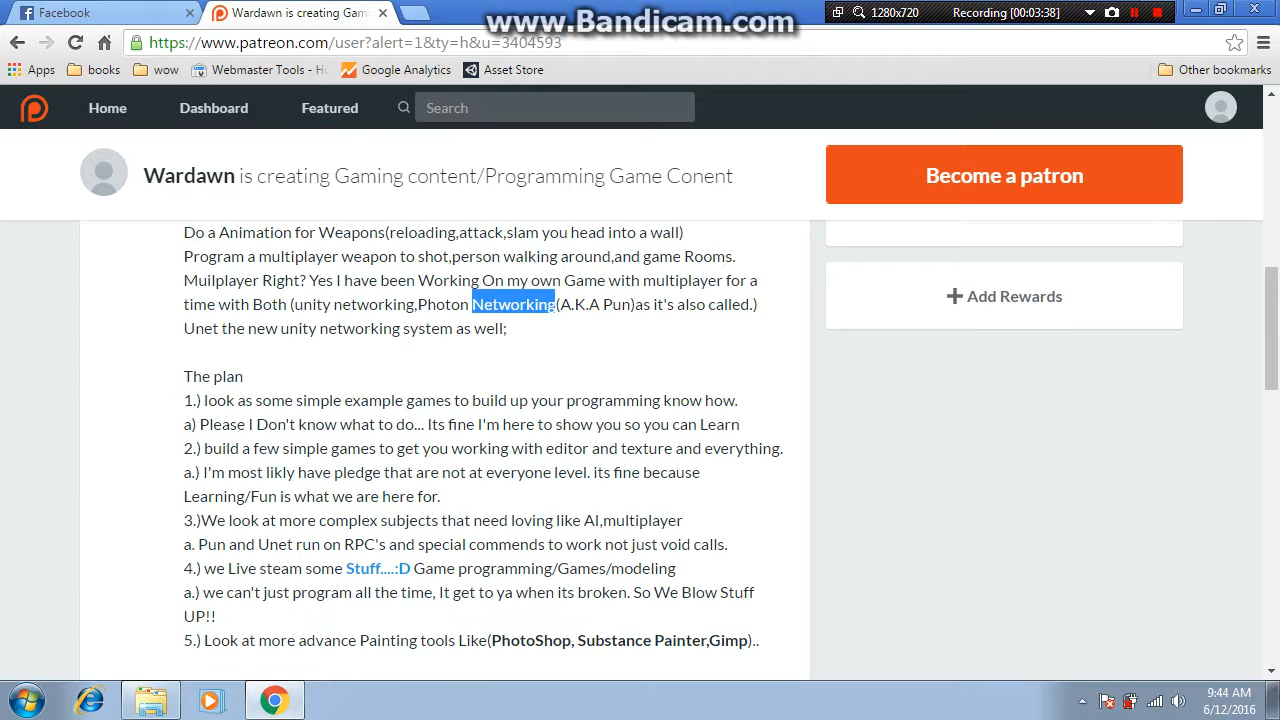 Facebook
Wardawn is creating Gam
www.Bandicam.com
1280x720
Recording [00:03:38]
https://www.patreon.com/user?alert=1&ty=h&u=3404593
Apps
books
wow
Webmaster Tools - Ho
Google Analytics
Asset Store
Other bookmarks
Home
Dashboard
Featured
Search
Wardawn is creating Gaming content/Programming Game Conent
Become a patron
Do a Animation for Weapons(reloading,attack,slam you head into a wall)
Program a multiplayer weapon to shot,person walking around,and game Rooms.
Muilplayer Right? Yes I have been Working On my own Game with multiplayer for a
time with Both (unity networking,Photon Networking(A.K.A Pun)as it's also called.)
Unet the new unity networking system as well;
Add Rewards
The plan
1.) look as some simple example games to build up your programming know how.
a) Please I Don't know what to do... Its fine I'm here to show you so you can Learn
2.) build a few simple games to get you working with editor and texture and everything.
a.) I'm most likly have pledge that are not at everyone level. its fine because
Learning/Fun is what we are here for.
3.)We look at more complex subjects that need loving like AI,multiplayer
a. Pun and Unet run on RPC's and special commends to work not just void calls.
4.) we Live steam some Stuff....:D Game programming/Games/modeling
a.) we can't just program all the time, It get to ya when its broken. So We Blow Stuff
UP!!
5.) Look at more advance Painting tools Like(PhotoShop, Substance Painter,Gimp)..
9:44 AM
6/12/2016